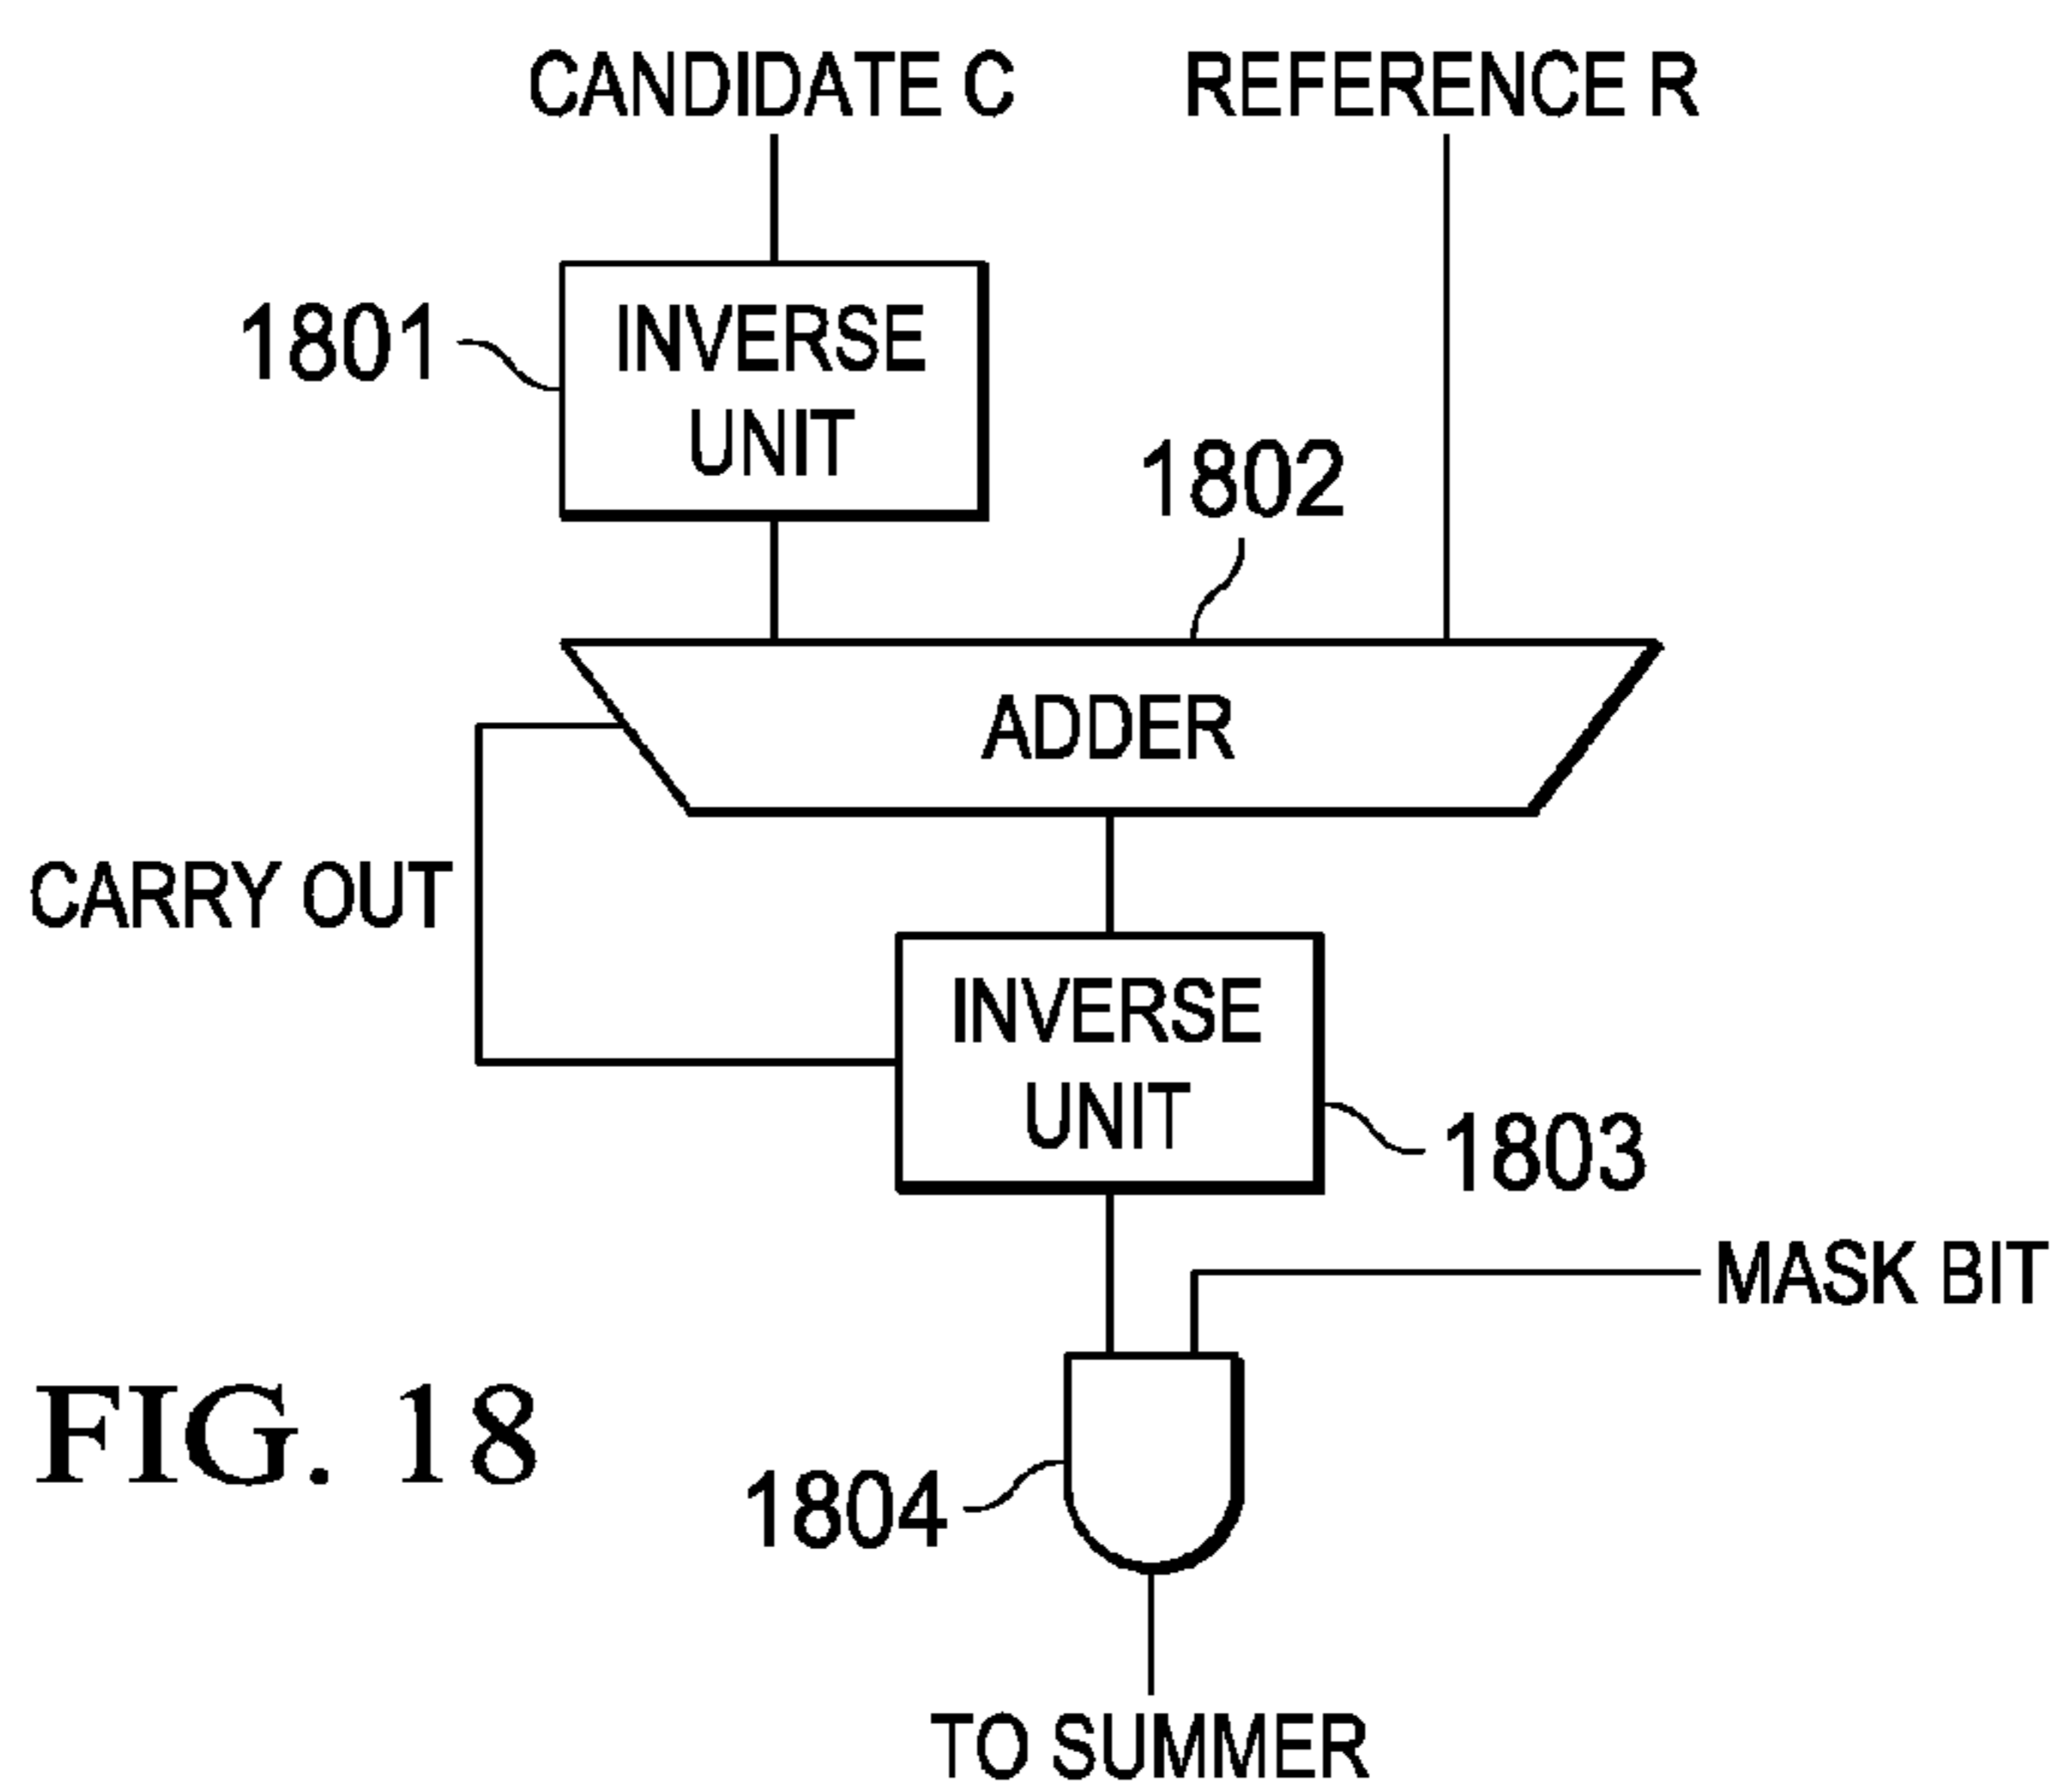 CANDIDATE C
REFERENCE R
1801
INVERSE
UNIT
1802
ADDER
CARRY OUT
INVERSE
UNIT
1803
MASK BIT
FIG. 18
1804
TO SUMMER